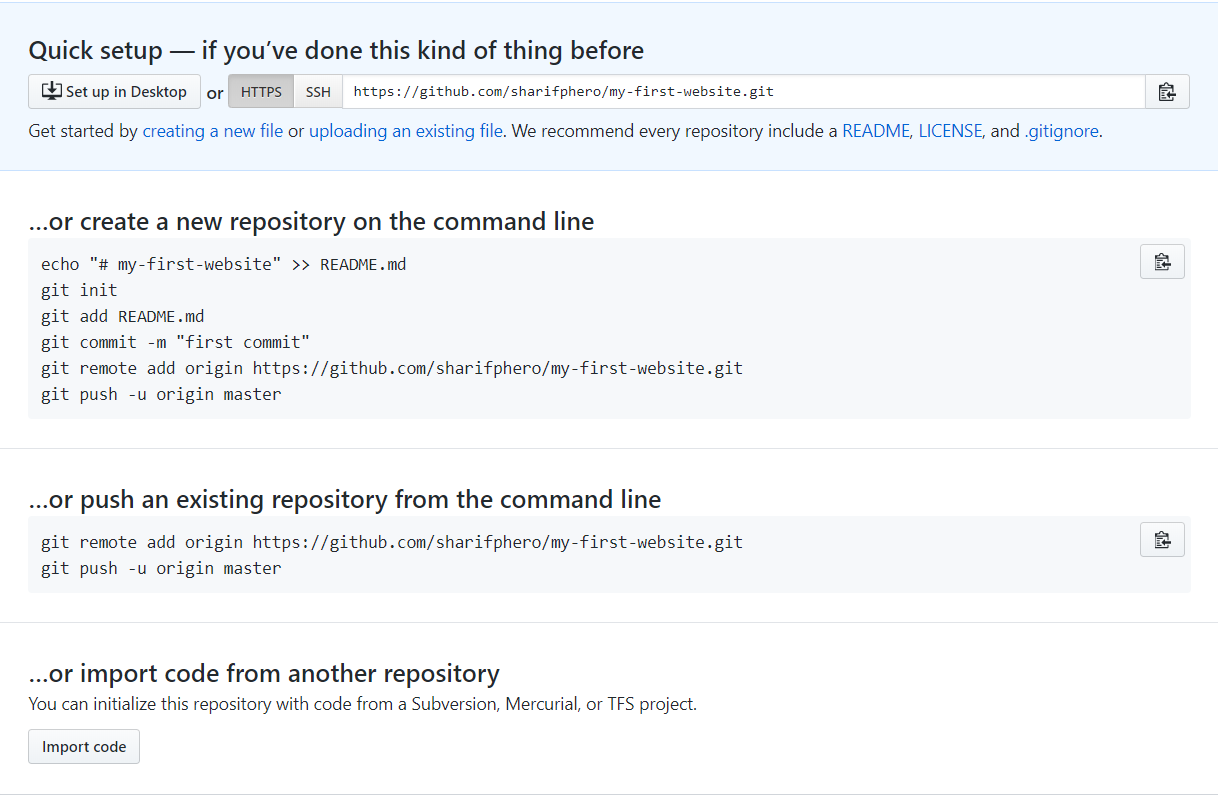 Quick setup — if you’ve done this kind of thing before
Set up in Desktop or HTTPS SSH https://github.com/sharifphero/my-first-website.git
Get started by creating a new file or uploading an existing file. We recommend every repository include a README, LICENSE, and .gitignore.
…or create a new repository on the command line
echo "# my-first-website" >> README.md
git init
git add README.md
git commit -m "first commit"
git remote add origin https://github.com/sharifphero/my-first-website.git
git push -u origin master
…or push an existing repository from the command line
git remote add origin https://github.com/sharifphero/my-first-website.git
git push -u origin master
…or import code from another repository
You can initialize this repository with code from a Subversion, Mercurial, or TFS project.
Import code